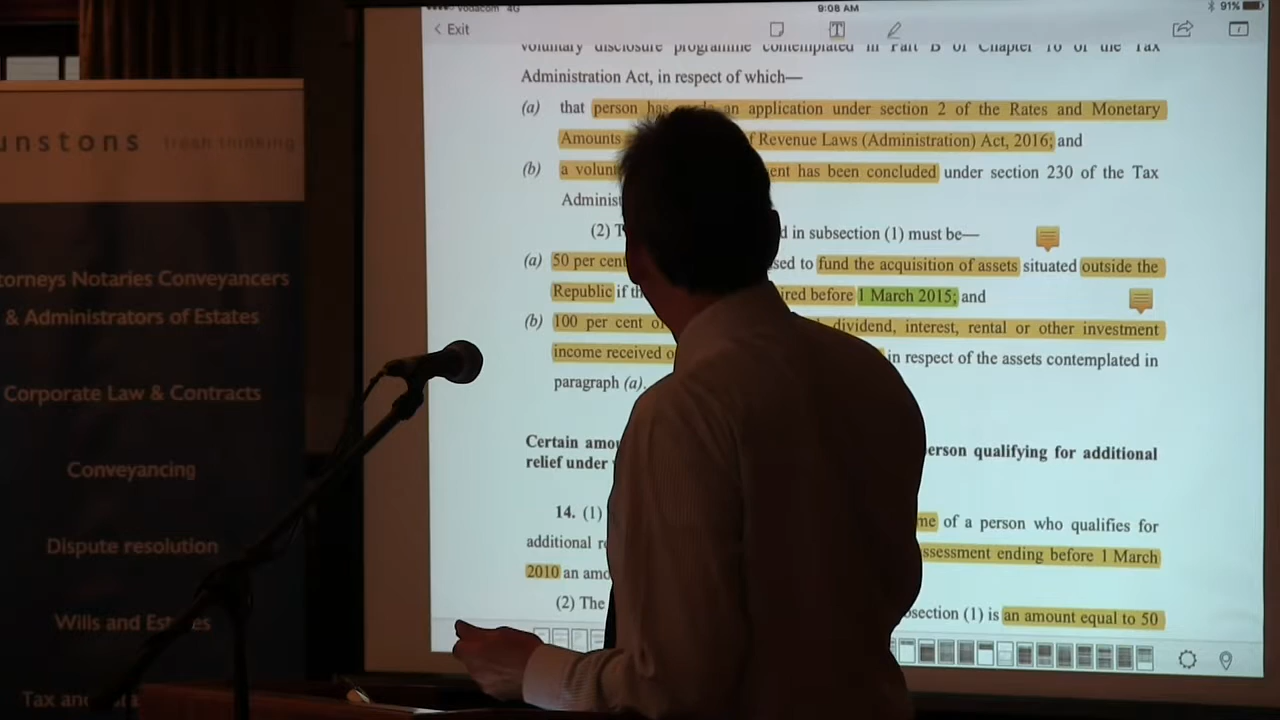 unstons fresh thinking
torneys Notaries Conveyancers
& Administrators of Estates
Corporate Law & Contracts
Conveyancing
Dispute resolution
Wills and
Tax
vodacom 4G 9:08 AM 91%
< Exit
voluntary disclosure programme contemplated in Part B of Chapter 16 of the Tax
Administration Act, in respect of which—
(a) that person has an application under section 2 of the Rates and Monetary
Amounts of Revenue Laws (Administration) Act, 2016; and
(b) a volun ent has been concluded under section 230 of the Tax
Adminis
(2) T d in subsection (1) must be—
(a) 50 per cent sed to fund the acquisition of assets situated outside the
Republic if th ired before 1 March 2015; and
(b) 100 per cent o dividend, interest, rental or other investment
income received o in respect of the assets contemplated in
paragraph (a).
Certain amo erson qualifying for additional
relief under
14. (1) me of a person who qualifies for
additional r ssessment ending before 1 March
2010 an amo
(2) The bsection (1) is an amount equal to 50